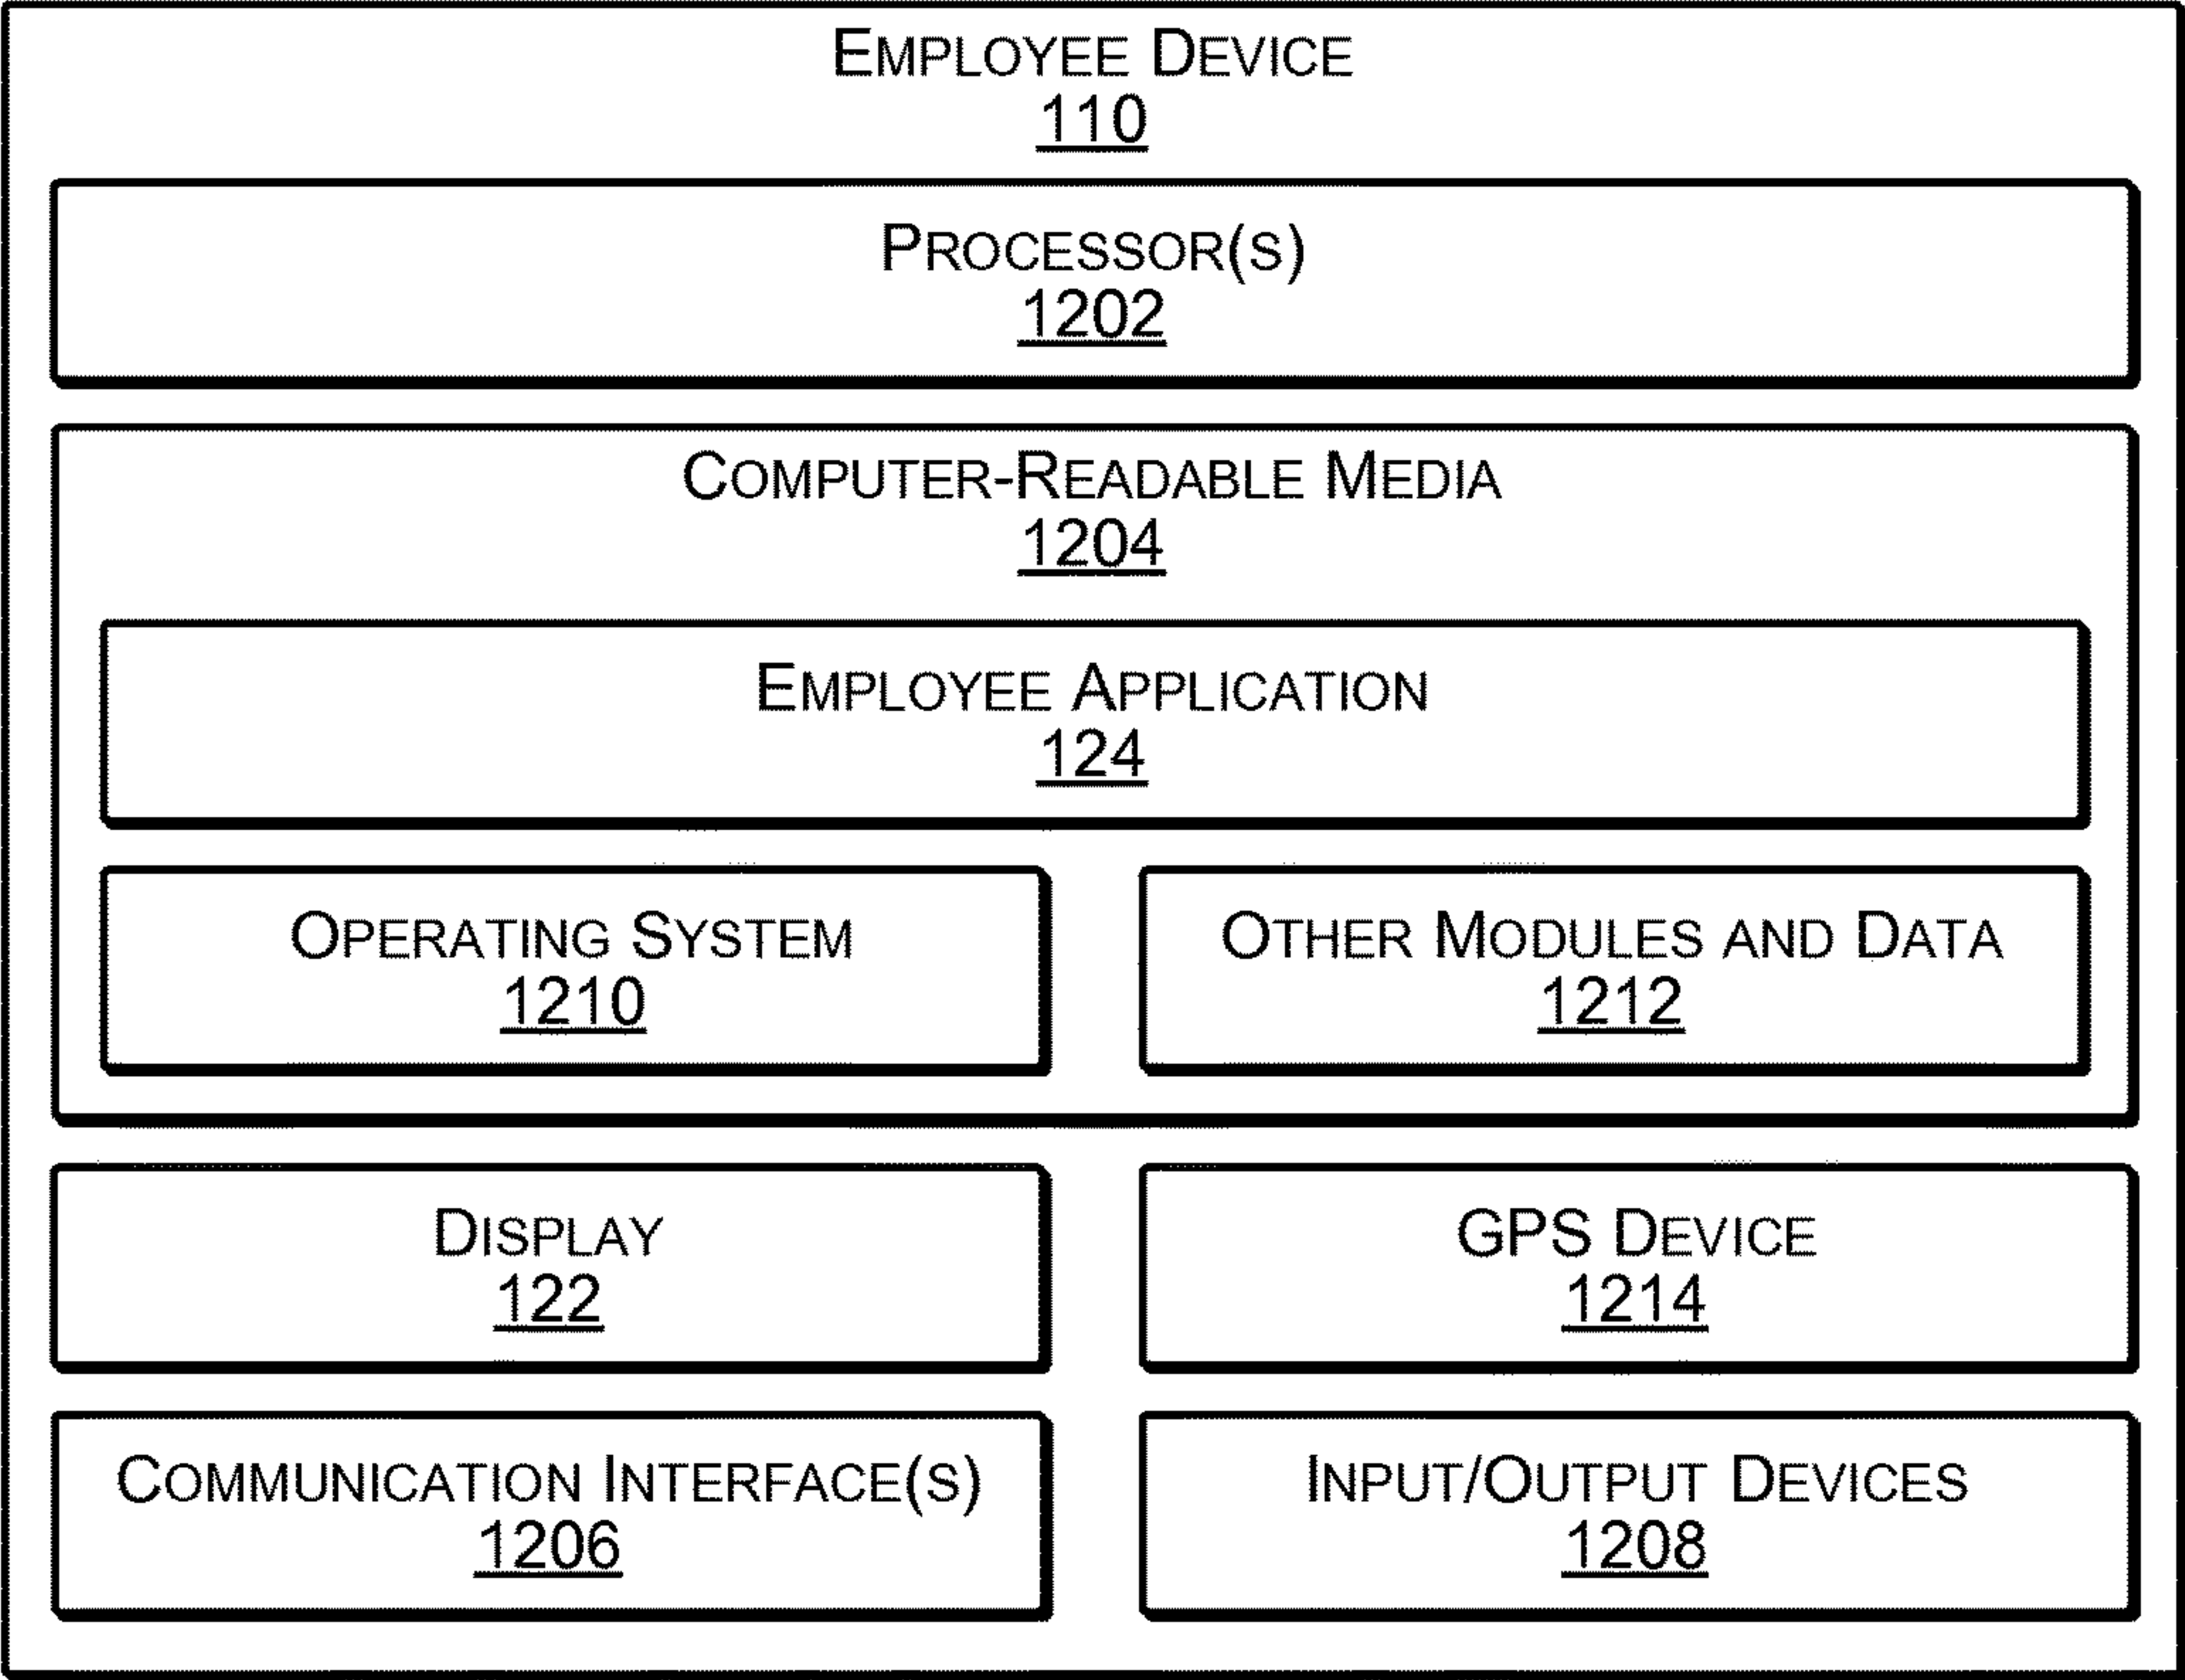 EMPLOYEE DEVICE
110
PROCESSOR(S)
1202
COMPUTER-READABLE MEDIA
1204
EMPLOYEE APPLICATION
124
OPERATING SYSTEM
1210
OTHER MODULES AND DATA
1212
DISPLAY
122
GPS DEVICE
1214
COMMUNICATION INTERFACE(S)
1206
INPUT/OUTPUT DEVICES
1208